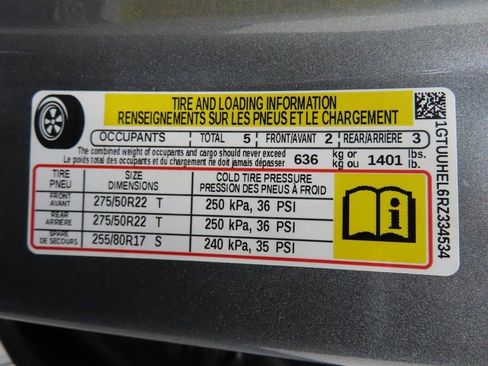 TIRE AND LOADING INFORMATION
RENSEIGNEMENTS SUR LES PNEUS ET LE CHARGEMENT
OCCUPANTS TOTAL 5 FRONT/AVANT 2 REAR/ARRIÈRE 3
The combined weight of occupants and cargo should never exceed
Le poids total des occupants et du chargement ne doit jamais dépasser 636 kg or kg ou 1401 lbs. lb.
TIRE PNEU SIZE DIMENSIONS COLD TIRE PRESSURE PRESSION DES PNEUS À FROID
FRONT AVANT 275/50R22 T 250 kPa, 36 PSI
REAR ARRIÈRE 275/50R22 T 250 kPa, 36 PSI
SPARE DE SECOURS 255/80R17 S 240 kPa, 35 PSI
1GTUUHEL6RZ334534